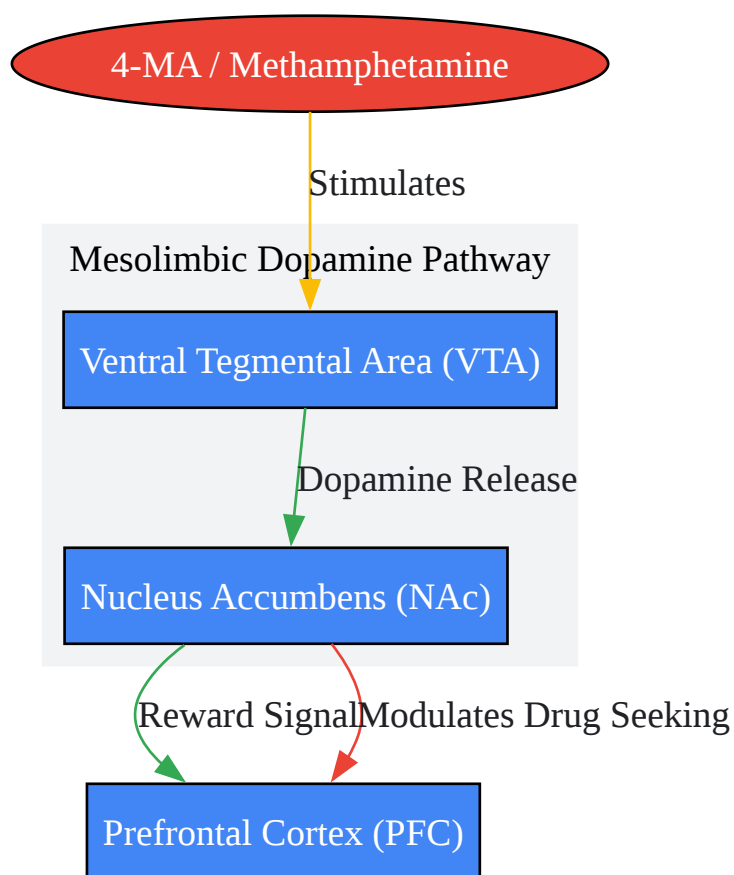 4-MA / Methamphetamine
Stimulates
Mesolimbic Dopamine Pathway
Ventral Tegmental Area (VTA)
Dopamine Release
Nucleus Accumbens (NAc)
Reward Signal
Modulates Drug Seeking
Prefrontal Cortex (PFC)